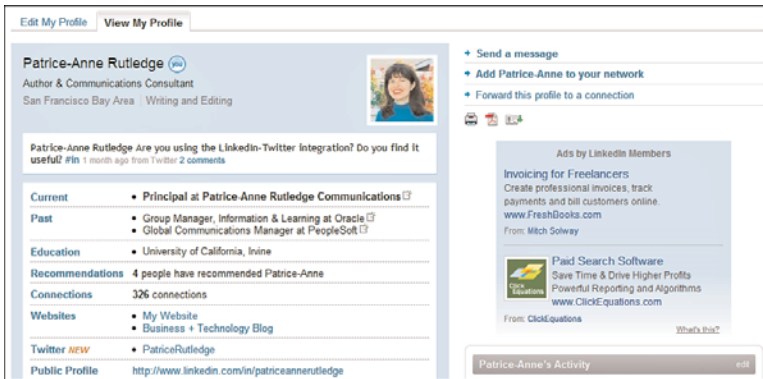 Edit My Profile
View My Profile
Patrice-Anne Rutledge you
Author & Communications Consultant
San Francisco Bay Area | Writing and Editing
Patrice-Anne Rutledge Are you using the LinkedIn-Twitter integration? Do you find it
useful? #in 1 month ago from Twitter 2 comments
Current • Principal at Patrice-Anne Rutledge Communications
Past • Group Manager, Information & Learning at Oracle
• Global Communications Manager at PeopleSoft
Education • University of California, Irvine
Recommendations 4 people have recommended Patrice-Anne
Connections 326 connections
Websites • My Website
• Business + Technology Blog
Twitter NEW • PatriceRutledge
Public Profile http://www.linkedin.com/in/patriceannerutledge
Send a message
Add Patrice-Anne to your network
Forward this profile to a connection
Ads by LinkedIn Members
Invoicing for Freelancers
Create professional invoices, track
payments and bill customers online.
www.FreshBooks.com
From: Mitch Solway
Click Equations
Paid Search Software
Save Time & Drive Higher Profits
Powerful Reporting and Algorithms
www.ClickEquations.com
From: ClickEquations
What's this?
Patrice-Anne's Activity edit